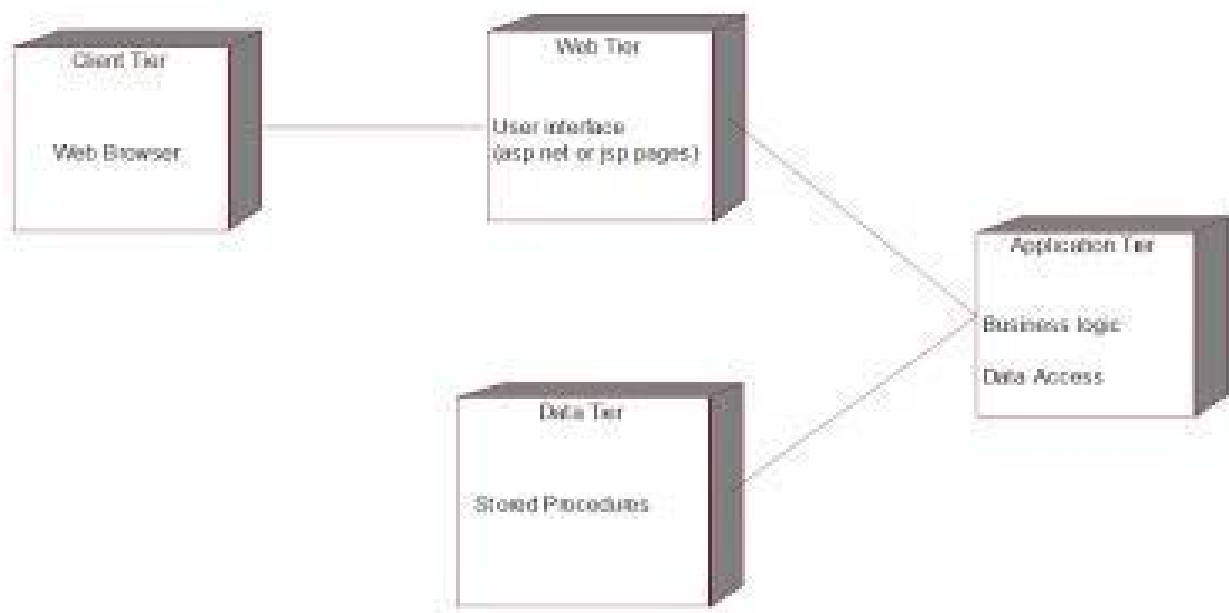 Client Tier
Web Browser
Web Tier
User interface
(asp.net or jsp pages)
Application Tier
Business logic
Data Access
Data Tier
Stored Procedures